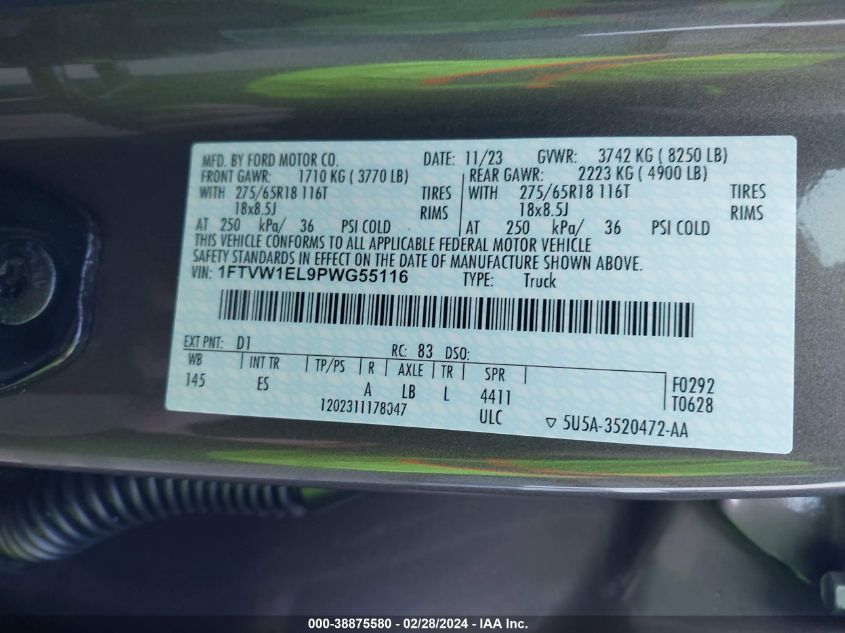 MFD. BY FORD MOTOR CO. DATE: 11/23 GVWR: 3742 KG ( 8250 LB)
FRONT GAWR: 1710 KG ( 3770 LB) REAR GAWR: 2223 KG ( 4900 LB)
WITH 275/65R18 116T TIRES WITH 275/65R18 116T TIRES
18x8.5J RIMS 18x8.5J RIMS
AT 250 kPa/ 36 PSI COLD AT 250 kPa/ 36 PSI COLD
THIS VEHICLE CONFORMS TO ALL APPLICABLE FEDERAL MOTOR VEHICLE
SAFETY STANDARDS IN EFFECT ON THE DATE OF MANUFACTURE SHOWN ABOVE.
VIN: 1FTVW1EL9PWG55116 TYPE: Truck
EXT PNT: D1 RC: 83 DSO:
WB INT TR TP/PS R AXLE TR SPR F0292
145 ES A LB L 4411 T0628
1202311178047 ULC 5U5A-3520472-AA
000-38875580 - 02/28/2024 - IAA Inc.